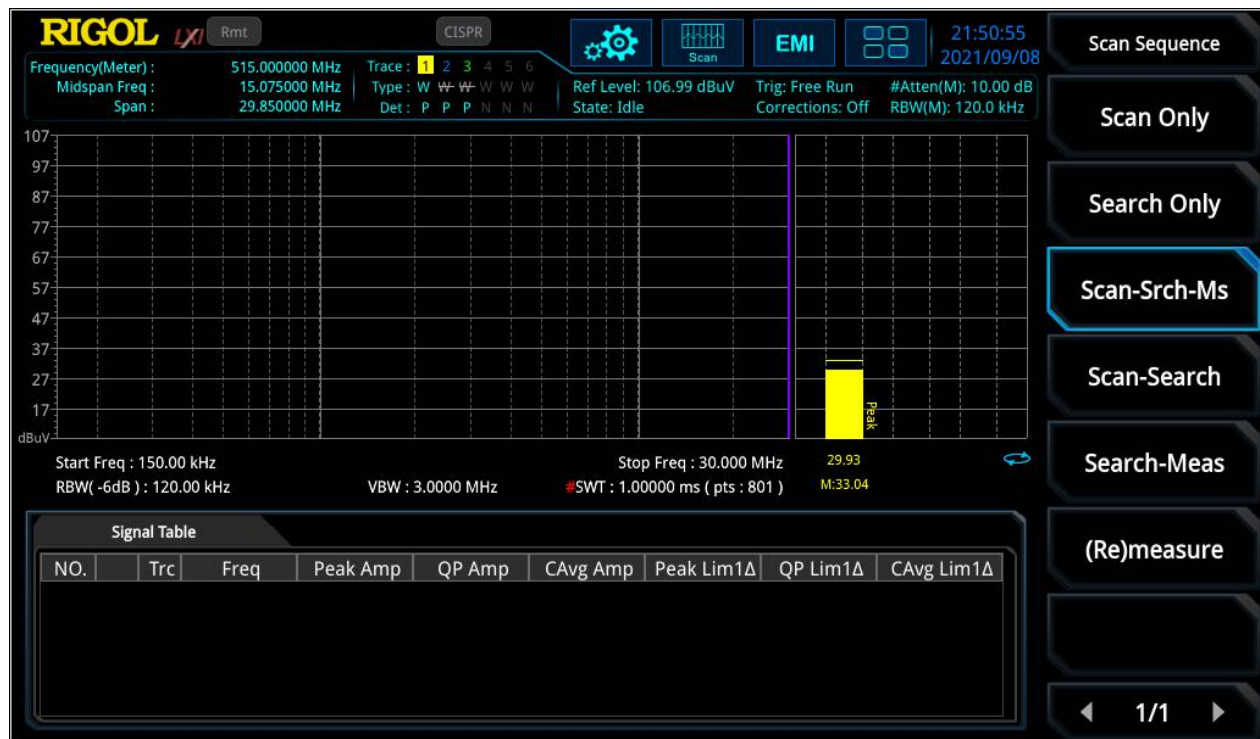 RIGOL LXI Rmt CISPR Scan EMI 21:50:55
2021/09/08
Frequency(Meter) : 515.000000 MHz
Midspan Freq : 15.075000 MHz
Span : 29.850000 MHz
Trace : 1 2 3 4 5 6
Type : W W W W W W
Det : P P P N N N
Ref Level: 106.99 dBuV Trig: Free Run #Atten(M): 10.00 dB
State: Idle Corrections: Off RBW(M): 120.0 kHz
107
97
87
77
67
57
47
37
27
17
dBuV
Peak
Start Freq : 150.00 kHz Stop Freq : 30.000 MHz 29.93
RBW( -6dB ) : 120.00 kHz VBW : 3.0000 MHz #SWT : 1.00000 ms ( pts : 801 ) M:33.04
Signal Table
NO. Trc Freq Peak Amp QP Amp CAvg Amp Peak Lim1Δ QP Lim1Δ CAvg Lim1Δ
Scan Sequence
Scan Only
Search Only
Scan-Srch-Ms
Scan-Search
Search-Meas
(Re)measure
1/1